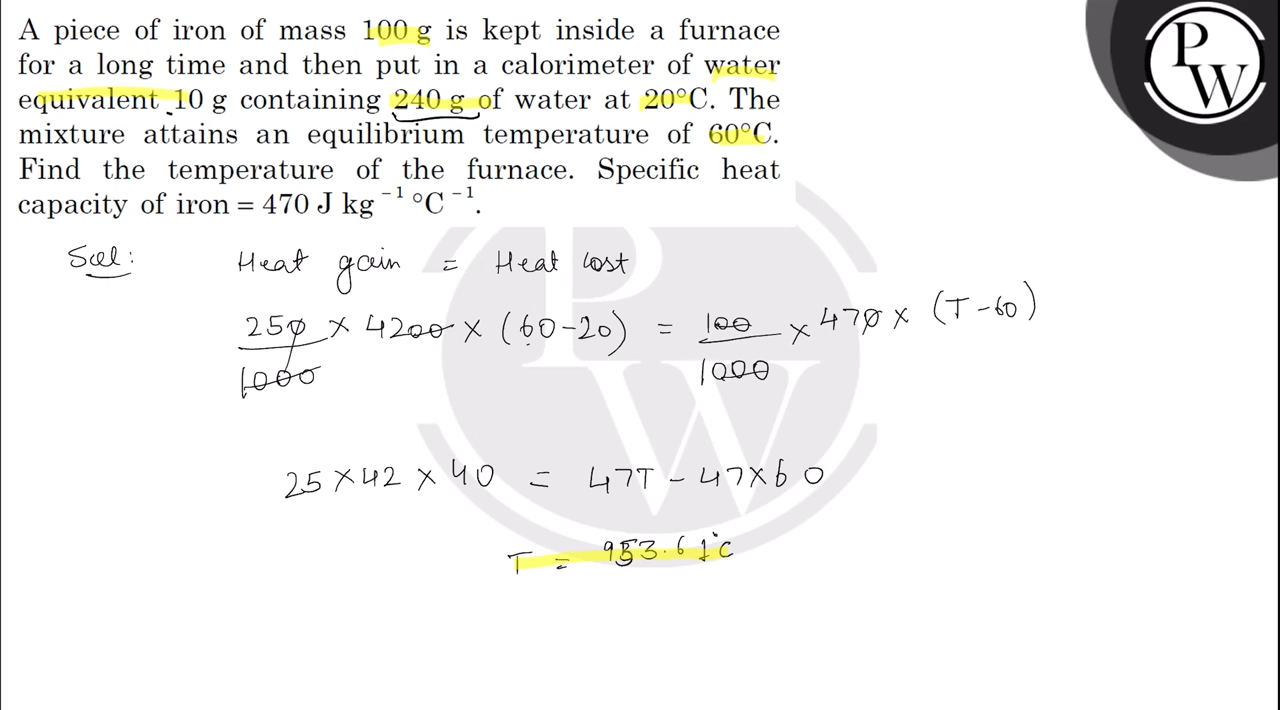 A piece of iron of mass 100 g is kept inside a furnace
for a long time and then put in a calorimeter of water
equivalent 10 g containing 240 g of water at 20°C. The
mixture attains an equilibrium temperature of 60°C.
Find the temperature of the furnace. Specific heat
capacity of iron = 470 J kg⁻¹ °C⁻¹.
PW
Sol: Heat gain = Heat lost
250/1000 × 4200 × (60-20) = 100/1000 × 470 × (T-60)
25×42×40 = 47T - 47×60
T = 953.61°C